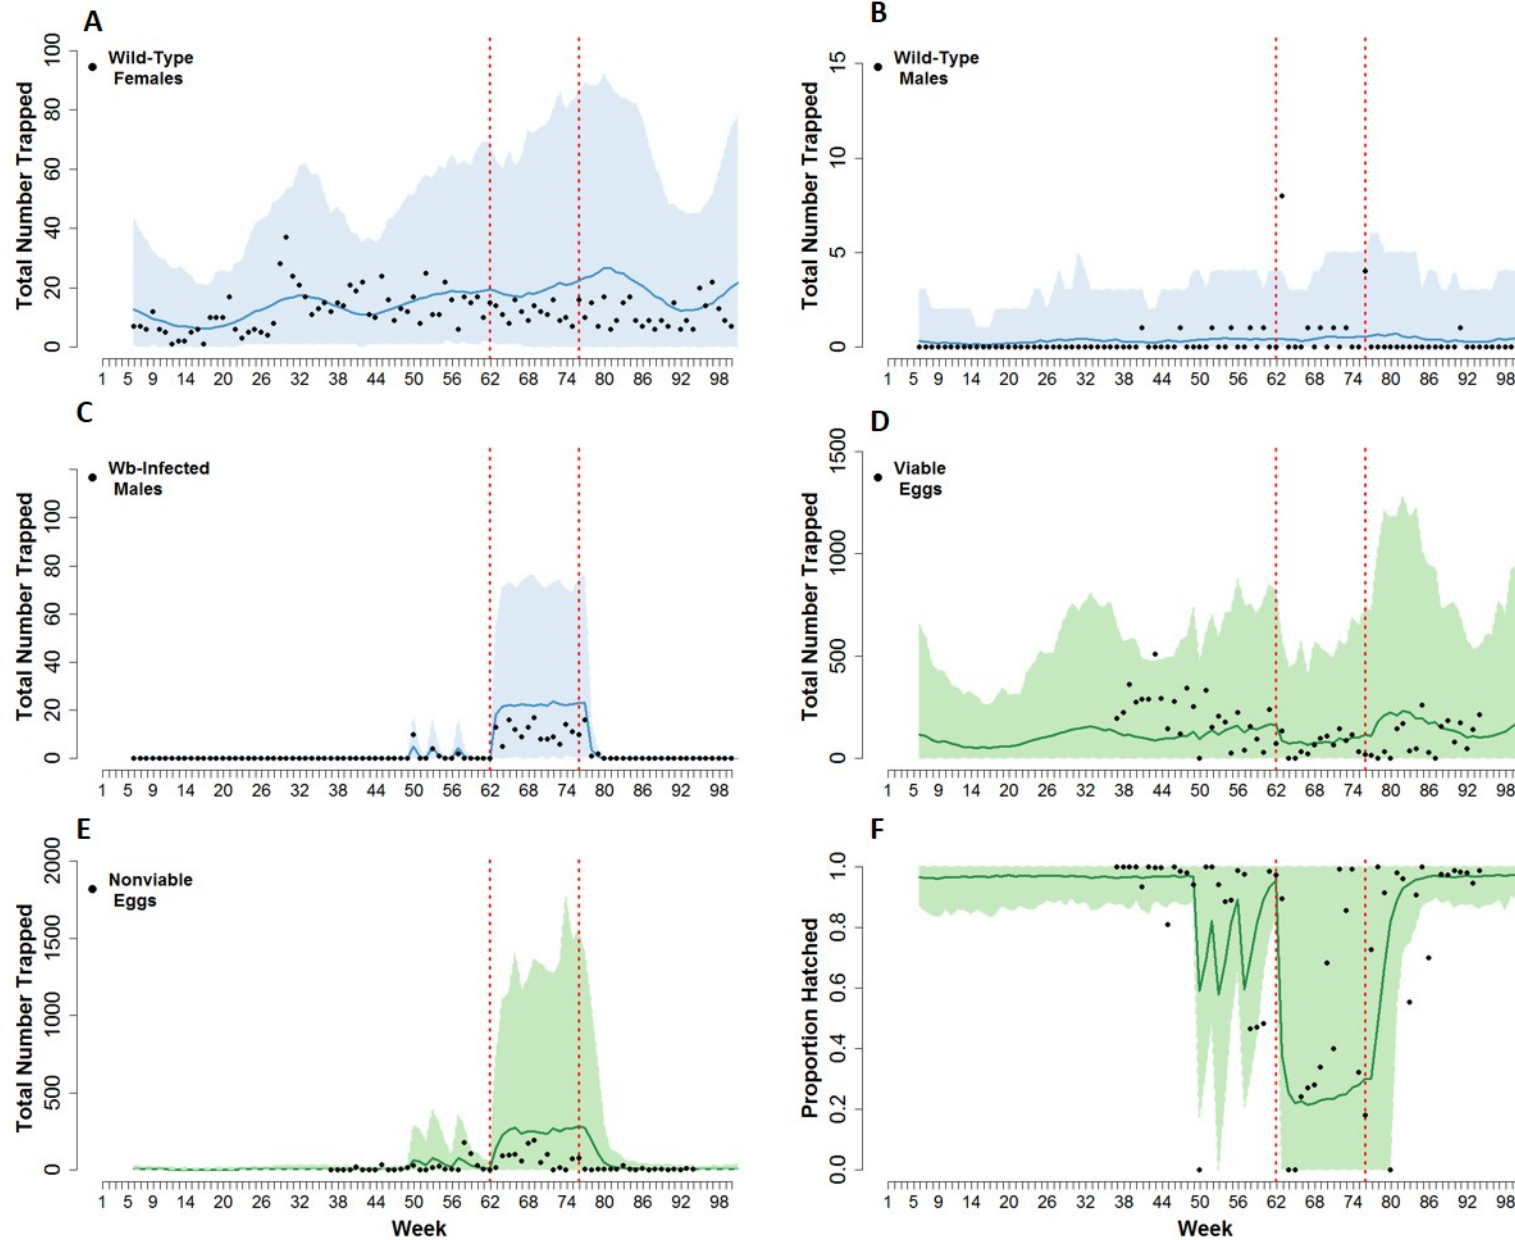 A
Wild-Type
Females
Total Number Trapped
0 20 40 60 80 100
1 5 9 14 20 26 32 38 44 50 56 62 68 74 80 86 92 98
B
Wild-Type
Males
Total Number Trapped
0 5 10 15
1 5 9 14 20 26 32 38 44 50 56 62 68 74 80 86 92 98
C
Wb-Infected
Males
Total Number Trapped
0 20 40 60 80 100
1 5 9 14 20 26 32 38 44 50 56 62 68 74 80 86 92 98
D
Viable
Eggs
Total Number Trapped
0 500 1000 1500
1 5 9 14 20 26 32 38 44 50 56 62 68 74 80 86 92 98
E
Nonviable
Eggs
Total Number Trapped
0 500 1000 1500 2000
1 5 9 14 20 26 32 38 44 50 56 62 68 74 80 86 92 98
Week
F
Proportion Hatched
0.0 0.2 0.4 0.6 0.8 1.0
1 5 9 14 20 26 32 38 44 50 56 62 68 74 80 86 92 98
Week